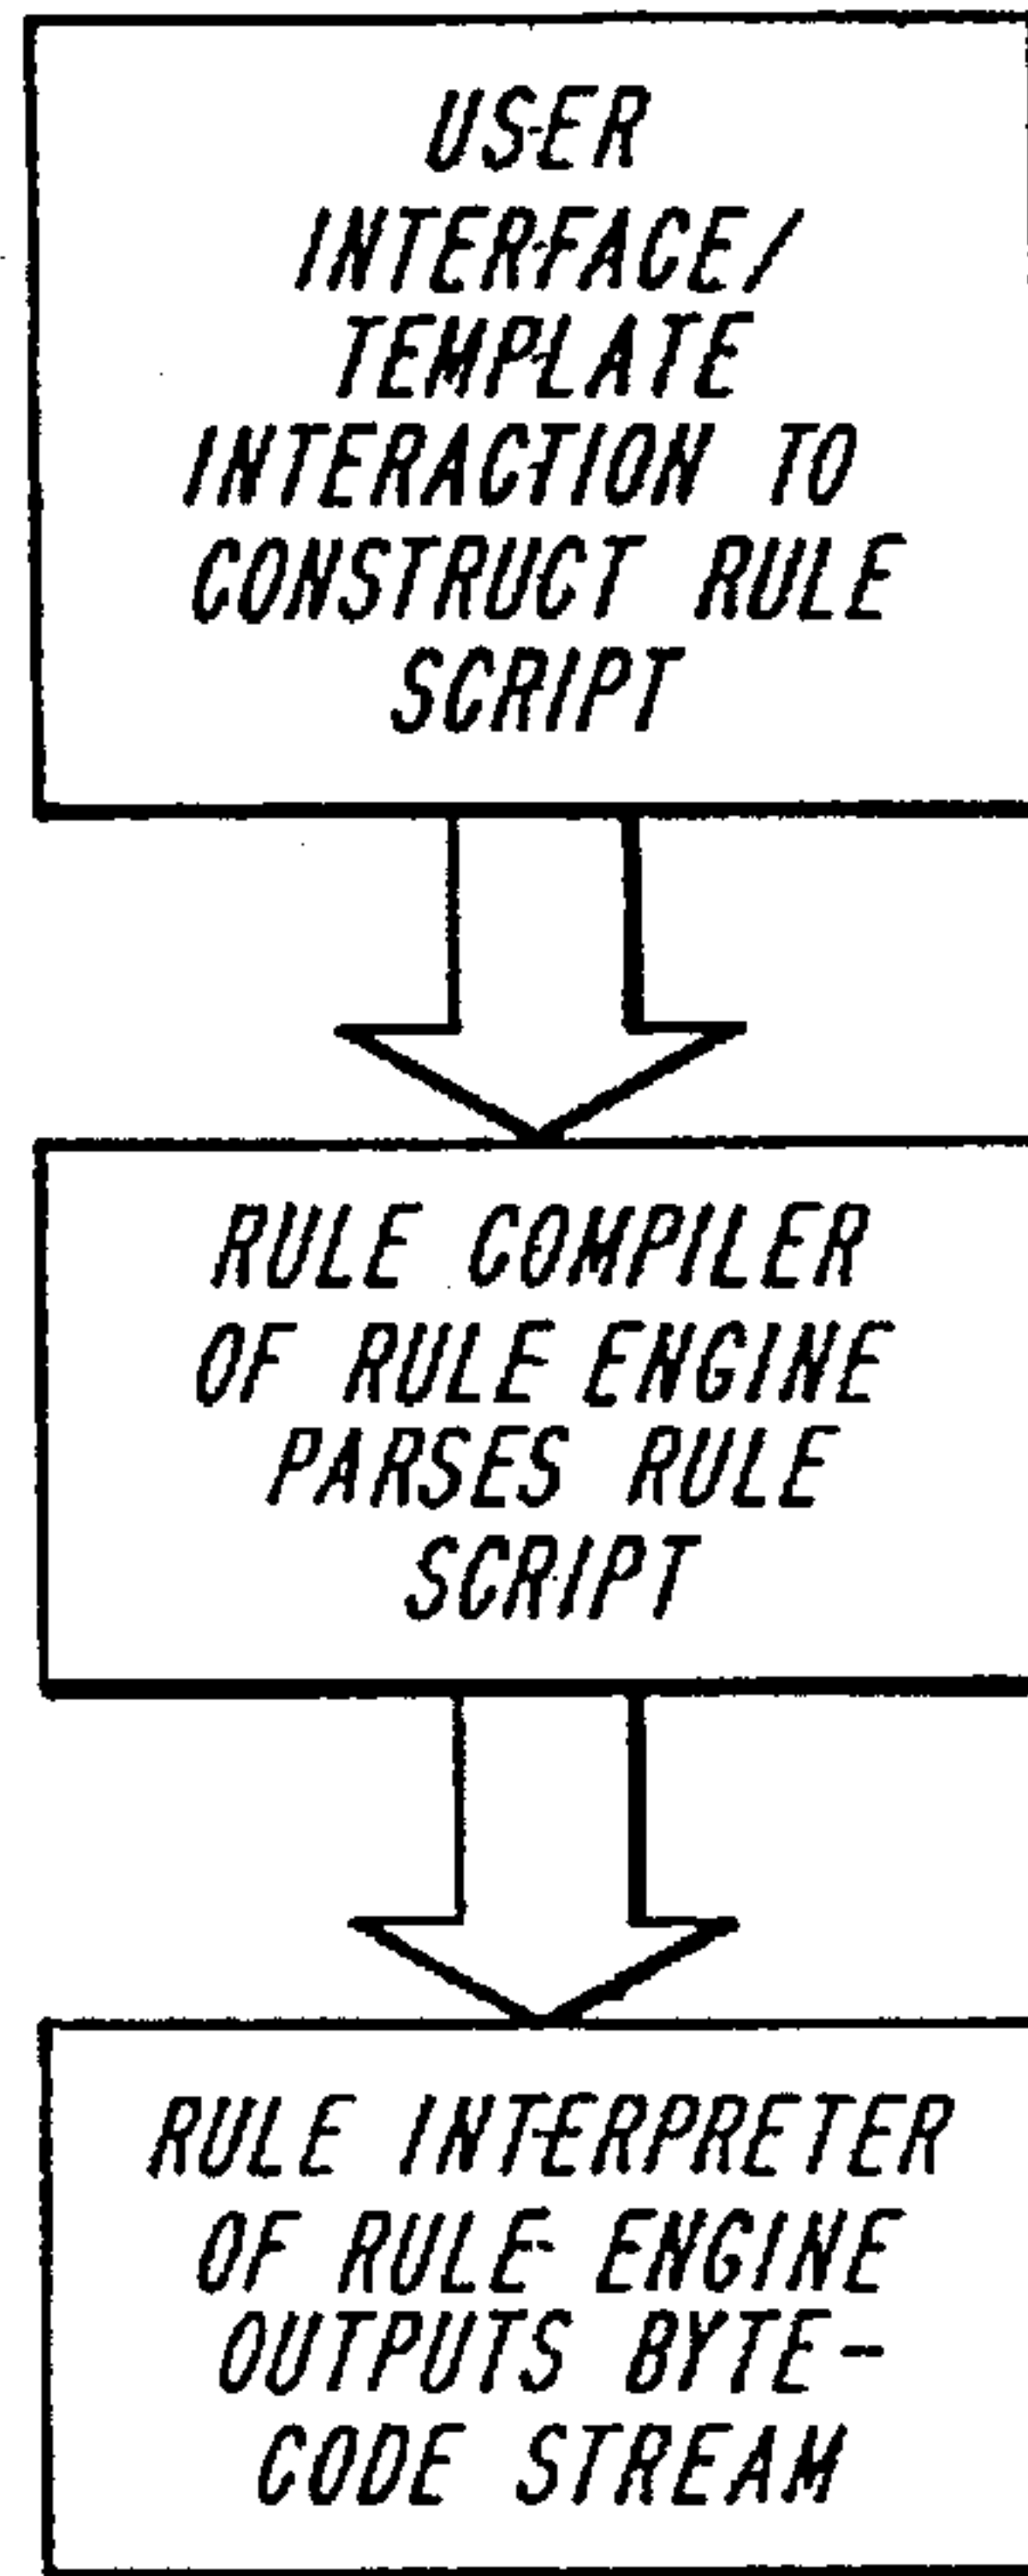 USER
INTERFACE/
TEMPLATE
INTERACTION TO
CONSTRUCT RULE
SCRIPT
RULE COMPILER
OF RULE ENGINE
PARSES RULE
SCRIPT
RULE INTERPRETER
OF RULE ENGINE
OUTPUTS BYTE-
CODE STREAM